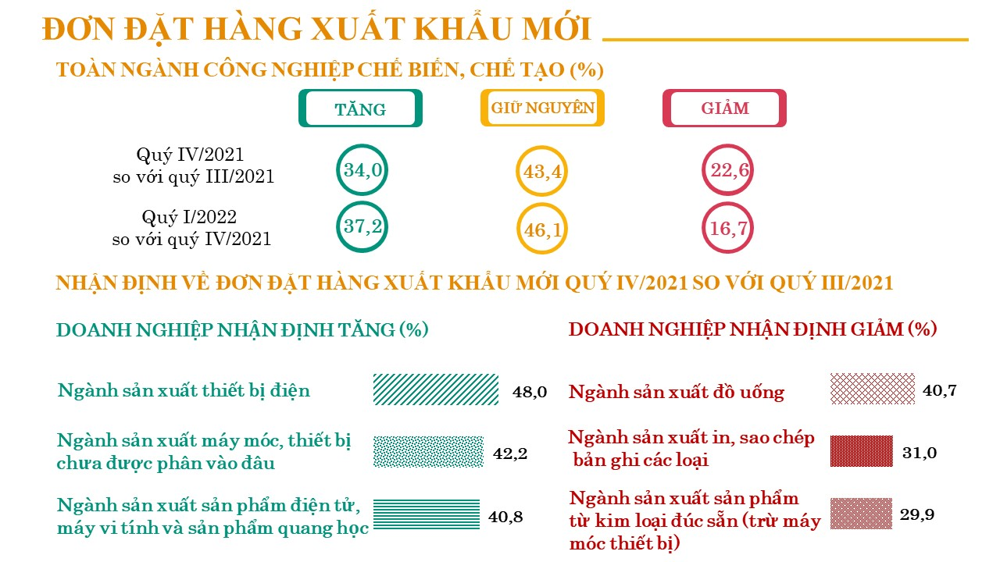 ĐƠN ĐẶT HÀNG XUẤT KHẨU MỚI
TOÀN NGÀNH CÔNG NGHIỆP CHẾ BIẾN, CHẾ TẠO (%)
TĂNG
GIỮ NGUYÊN
GIẢM
Quý IV/2021
so với quý III/2021
34,0
43,4
22,6
Quý I/2022
so với quý IV/2021
37,2
46,1
16,7
NHẬN ĐỊNH VỀ ĐƠN ĐẶT HÀNG XUẤT KHẨU MỚI QUÝ IV/2021 SO VỚI QUÝ III/2021
DOANH NGHIỆP NHẬN ĐỊNH TĂNG (%)
Ngành sản xuất thiết bị điện
48,0
Ngành sản xuất máy móc, thiết bị
chưa được phân vào đâu
42,2
Ngành sản xuất sản phẩm điện tử,
máy vi tính và sản phẩm quang học
40,8
DOANH NGHIỆP NHẬN ĐỊNH GIẢM (%)
Ngành sản xuất đồ uống
40,7
Ngành sản xuất in, sao chép
bản ghi các loại
31,0
Ngành sản xuất sản phẩm
từ kim loại đúc sẵn (trừ máy
móc thiết bị)
29,9